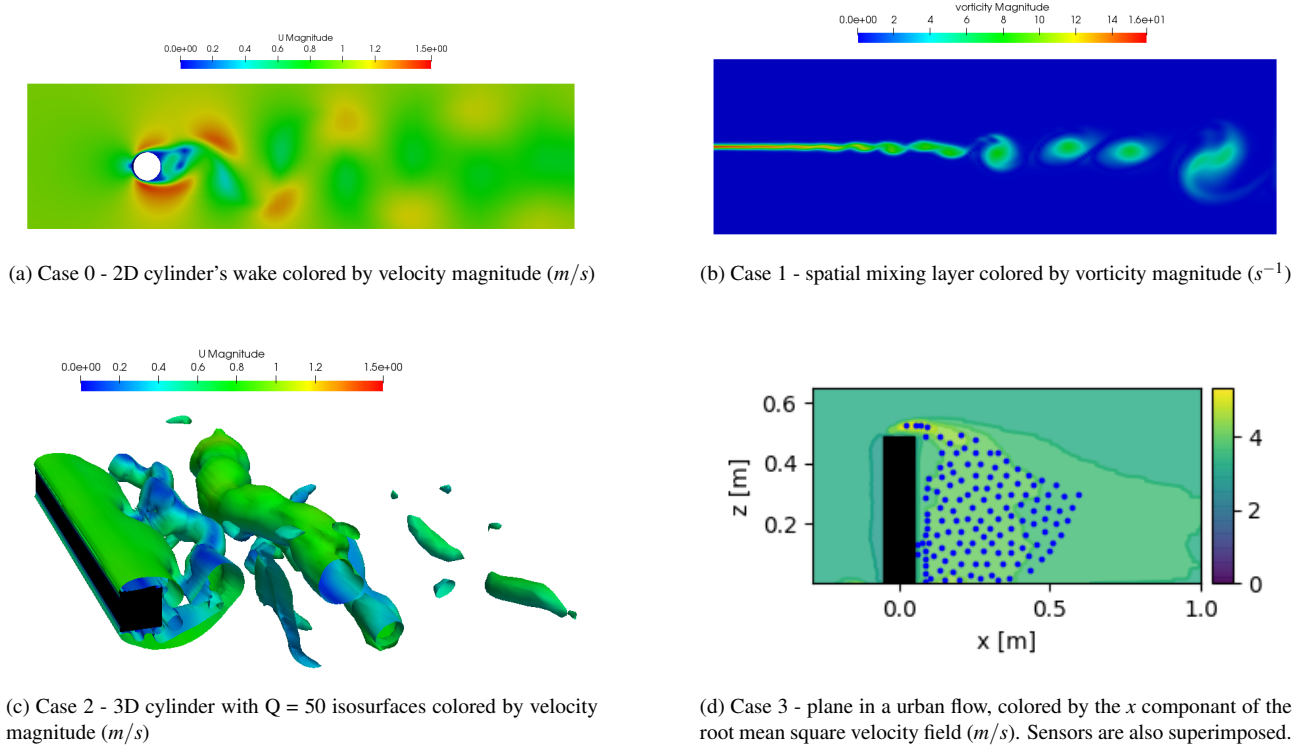 U Magnitude
0.0e+00 0.2 0.4 0.6 0.8 1 1.2 1.5e+00
(a) Case 0 - 2D cylinder's wake colored by velocity magnitude (m/s)
vorticity Magnitude
0.0e+00 2 4 6 8 10 12 14 1.6e+01
(b) Case 1 - spatial mixing layer colored by vorticity magnitude (s−1)
U Magnitude
0.0e+00 0.2 0.4 0.6 0.8 1 1.2 1.5e+00
(c) Case 2 - 3D cylinder with Q = 50 isosurfaces colored by velocity
magnitude (m/s)
0.6
0.4
0.2
z [m]
0.0 0.5 1.0
x [m]
4
2
0
(d) Case 3 - plane in a urban flow, colored by the x componant of the
root mean square velocity field (m/s). Sensors are also superimposed.